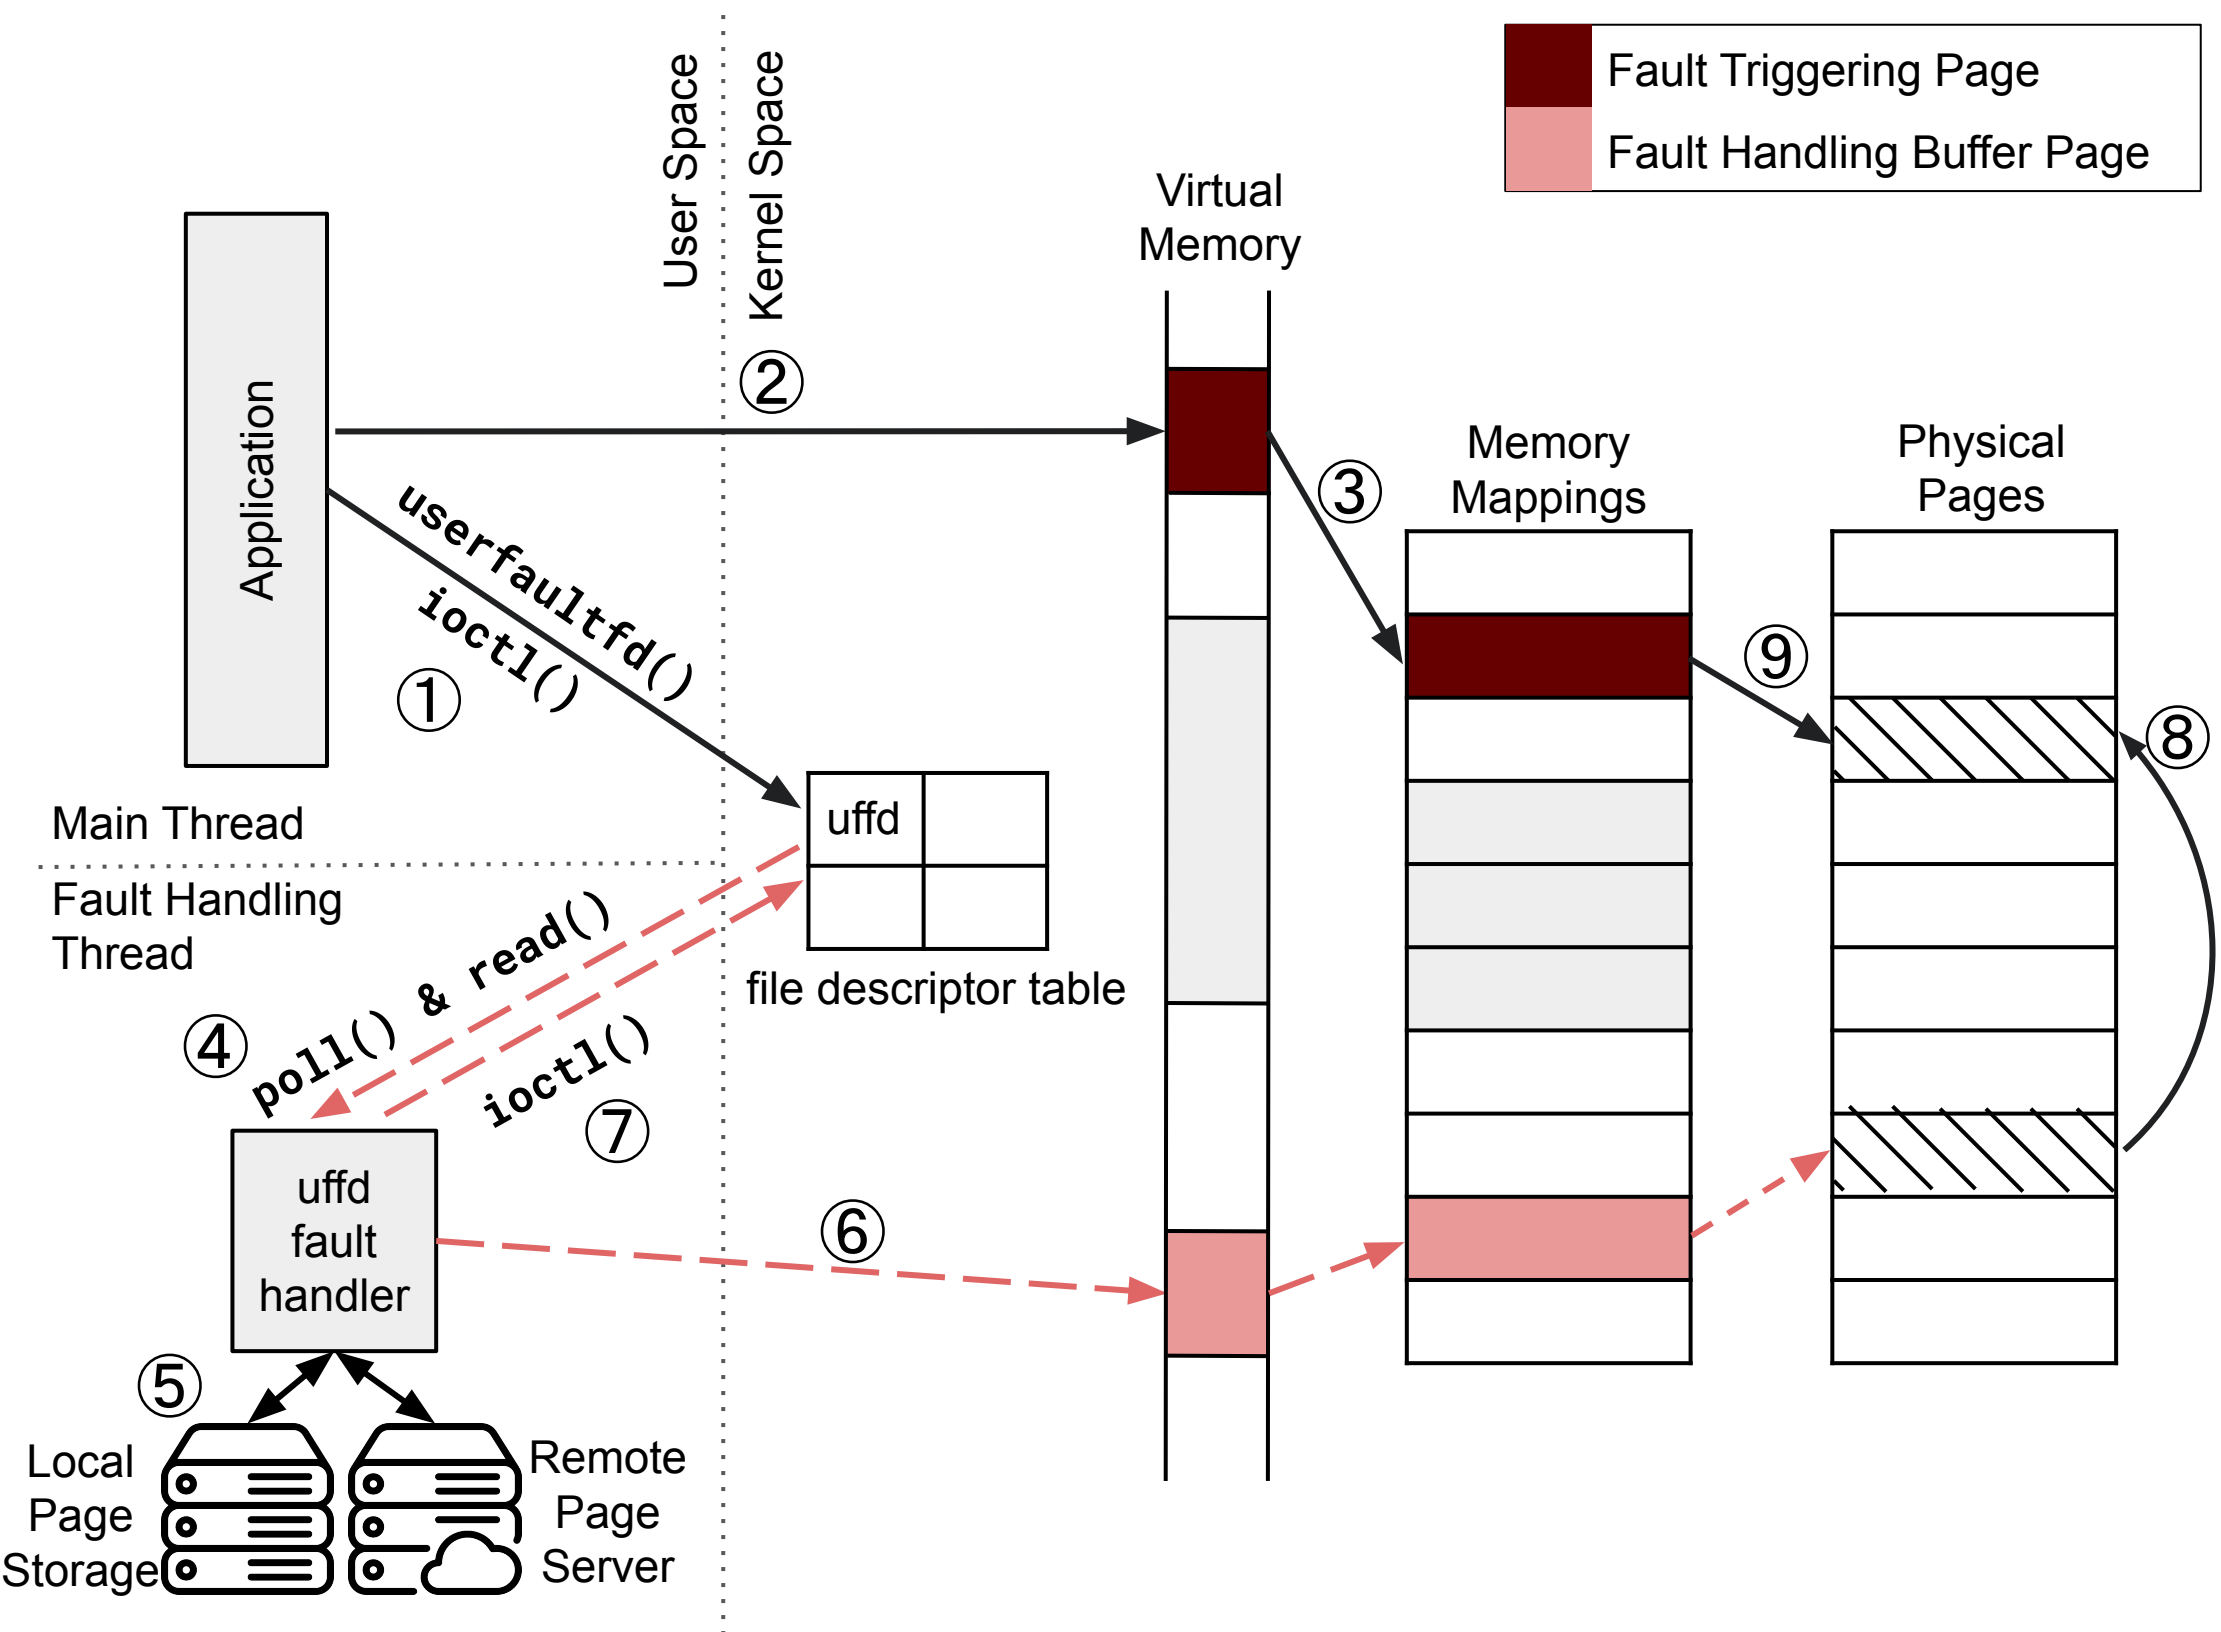 Fault Triggering Page
Fault Handling Buffer Page
User Space
Kernel Space
Virtual
Memory
Application
②
userfaultfd()
ioctl()
①
③
Memory
Mappings
Physical
Pages
⑨
⑧
uffd
file descriptor table
Main Thread
Fault Handling
Thread
④
poll() & read()
ioctl()
⑦
uffd
fault
handler
⑥
⑤
Local
Page
Storage
Remote
Page
Server